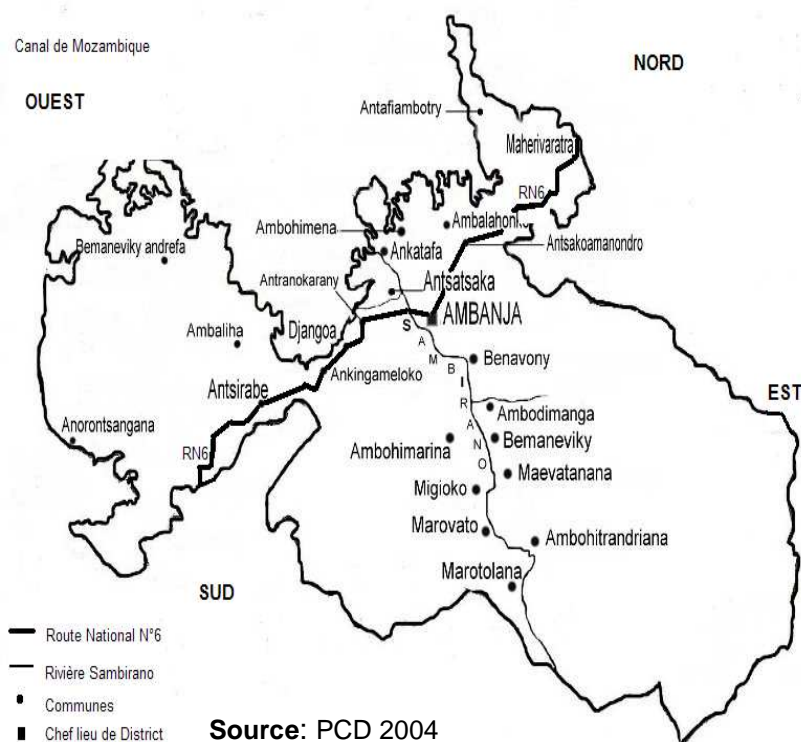 Canal de Mozambique
NORD
OUEST
Antafiambotry
Maherivaratra
RN6
Ambohimena
Ambalahonko
Bemaneviky andrefa
Ankatafa
Antsakoamanondro
Antranokarany
Antsatsaka
Djangoa
AMBANJA
SAMBIRANO
Ambaliha
Benavony
Ankingameloko
EST
Antsirabe
Ambodimanga
Anorontsangana
Ambohimarina
Bemaneviky
RN6
Maevatanana
Migioko
Marovato
Ambohitrandriana
Marotolana
SUD
Route National N°6
Rivière Sambirano
Communes
Chef lieu de District
Source: PCD 2004